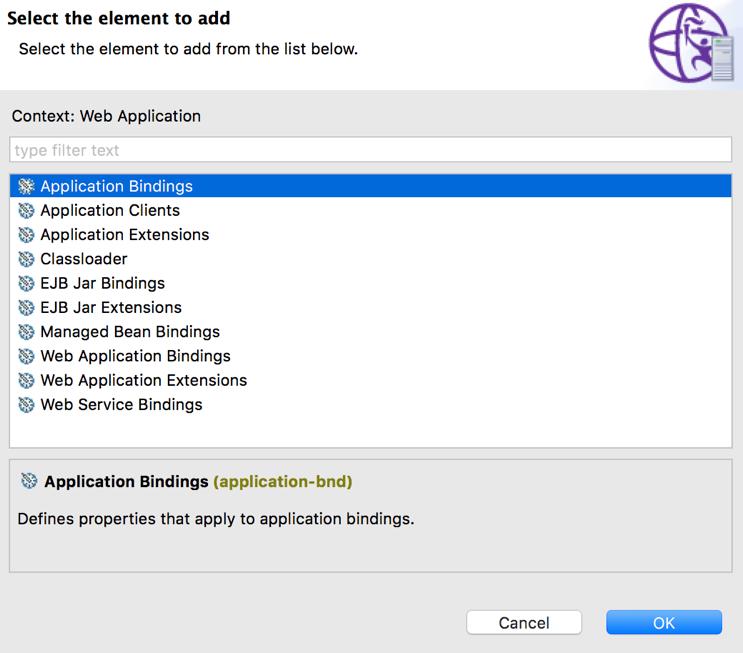 Select the element to add
Select the element to add from the list below.
Context: Web Application
type filter text
Application Bindings
Application Clients
Application Extensions
Classloader
EJB Jar Bindings
EJB Jar Extensions
Managed Bean Bindings
Web Application Bindings
Web Application Extensions
Web Service Bindings
Application Bindings (application-bnd)
Defines properties that apply to application bindings.
Cancel OK